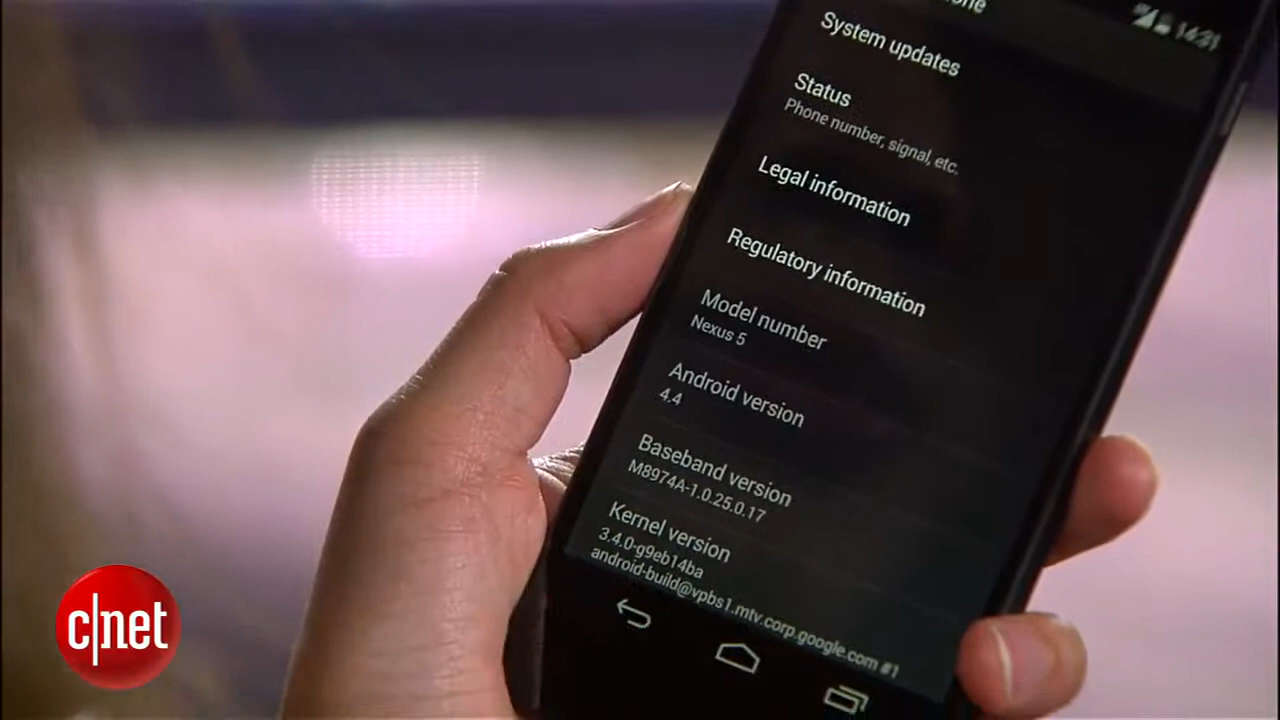 14:31
System updates
Status
Phone number, signal, etc.
Legal information
Regulatory information
Model number
Nexus 5
Android version
4.4
Baseband version
M8974A-1.0.25.0.17
Kernel version
3.4.0-g9eb14ba
android-build@vpbs1.mtv.corp.google.com #1
c|net